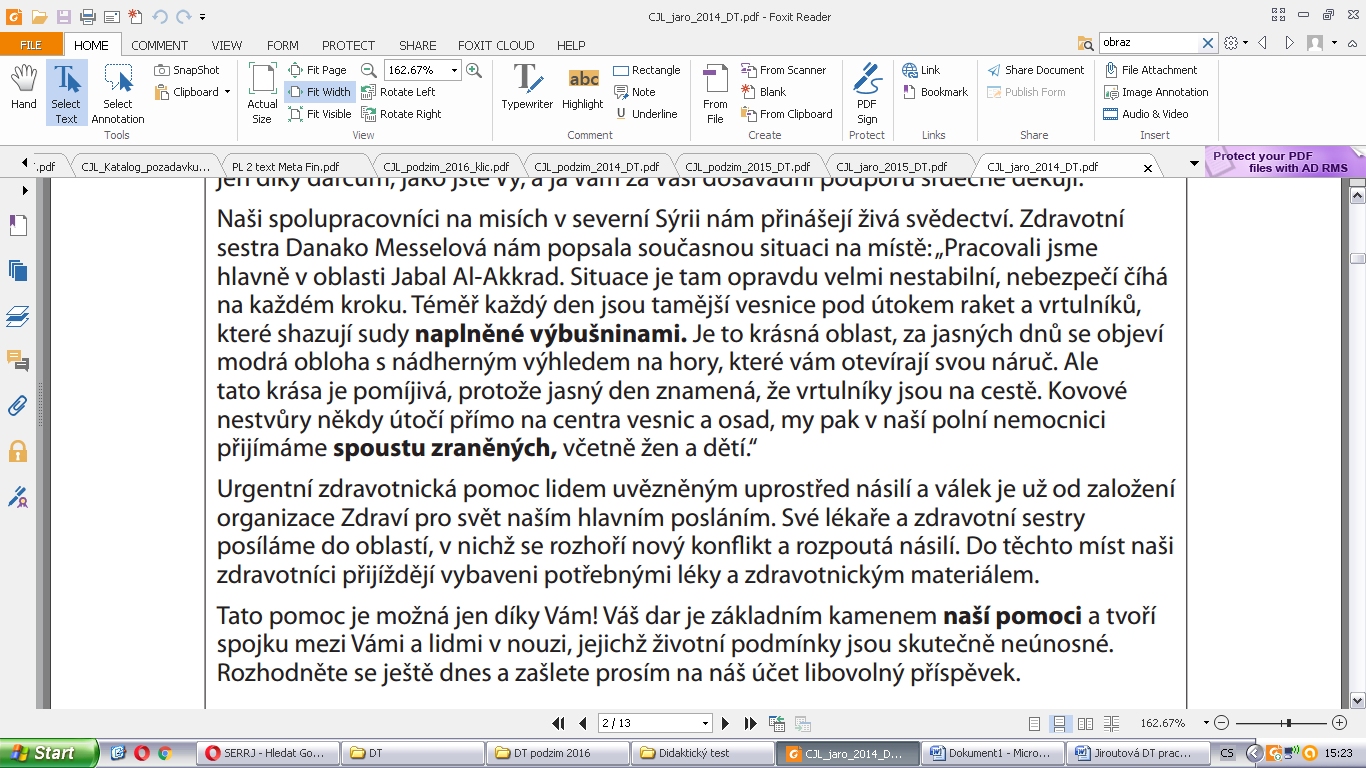 CJL_jaro_2014_DT.pdf - Foxit Reader
FILE HOME COMMENT VIEW FORM PROTECT SHARE FOXIT CLOUD HELP obraz
Hand
Select Text
Select Annotation
SnapShot
Clipboard
Tools
Actual Size
Fit Page
Fit Width
Fit Visible
162.67%
Rotate Left
Rotate Right
View
Typewriter
abc
Highlight
Rectangle
Note
Underline
Comment
From File
From Scanner
Blank
From Clipboard
Create
PDF Sign
Protect
Link
Bookmark
Links
Share Document
Publish Form
Share
File Attachment
Image Annotation
Audio & Video
Insert
.pdf CJL_Katalog_pozadavku... PL 2 text Meta Fin.pdf CJL_podzim_2016_klic.pdf CJL_podzim_2014_DT.pdf CJL_podzim_2015_DT.pdf CJL_jaro_2015_DT.pdf CJL_jaro_2014_DT.pdf
Protect your PDF
files with AD RMS
jen díky dárcům, jako jste vy, a já vám za vaši dosavadní podporu srdečně děkuji.
Naši spolupracovníci na misích v severní Sýrii nám přinášejí živá svědectví. Zdravotní
sestra Danako Messelová nám popsala současnou situaci na místě: „Pracovali jsme
hlavně v oblasti Jabal Al-Akkrad. Situace je tam opravdu velmi nestabilní, nebezpečí číhá
na každém kroku. Téměř každý den jsou tamější vesnice pod útokem raket a vrtulníků,
které shazují sudy naplněné výbušninami. Je to krásná oblast, za jasných dnů se objeví
modrá obloha s nádherným výhledem na hory, které vám otevírají svou náruč. Ale
tato krása je pomíjivá, protože jasný den znamená, že vrtulníky jsou na cestě. Kovové
nestvůry někdy útočí přímo na centra vesnic a osad, my pak v naší polní nemocnici
přijímáme spoustu zraněných, včetně žen a dětí.“
Urgentní zdravotnická pomoc lidem uvězněným uprostřed násilí a válek je už od založení
organizace Zdraví pro svět naším hlavním posláním. Své lékaře a zdravotní sestry
posíláme do oblastí, v nichž se rozhoří nový konflikt a rozpoutá násilí. Do těchto míst naši
zdravotníci přijíždějí vybaveni potřebnými léky a zdravotnickým materiálem.
Tato pomoc je možná jen díky Vám! Váš dar je základním kamenem naší pomoci a tvoří
spojku mezi Vámi a lidmi v nouzi, jejichž životní podmínky jsou skutečně neúnosné.
Rozhodněte se ještě dnes a zašlete prosím na náš účet libovolný příspěvek.
2 / 13 162.67%
Start SERRJ - Hledat Go... DT DT podzim 2016 Didaktický test CJL_jaro_2014_D... Dokument1 - Micro... Jiroutová DT prac... CS 15:23